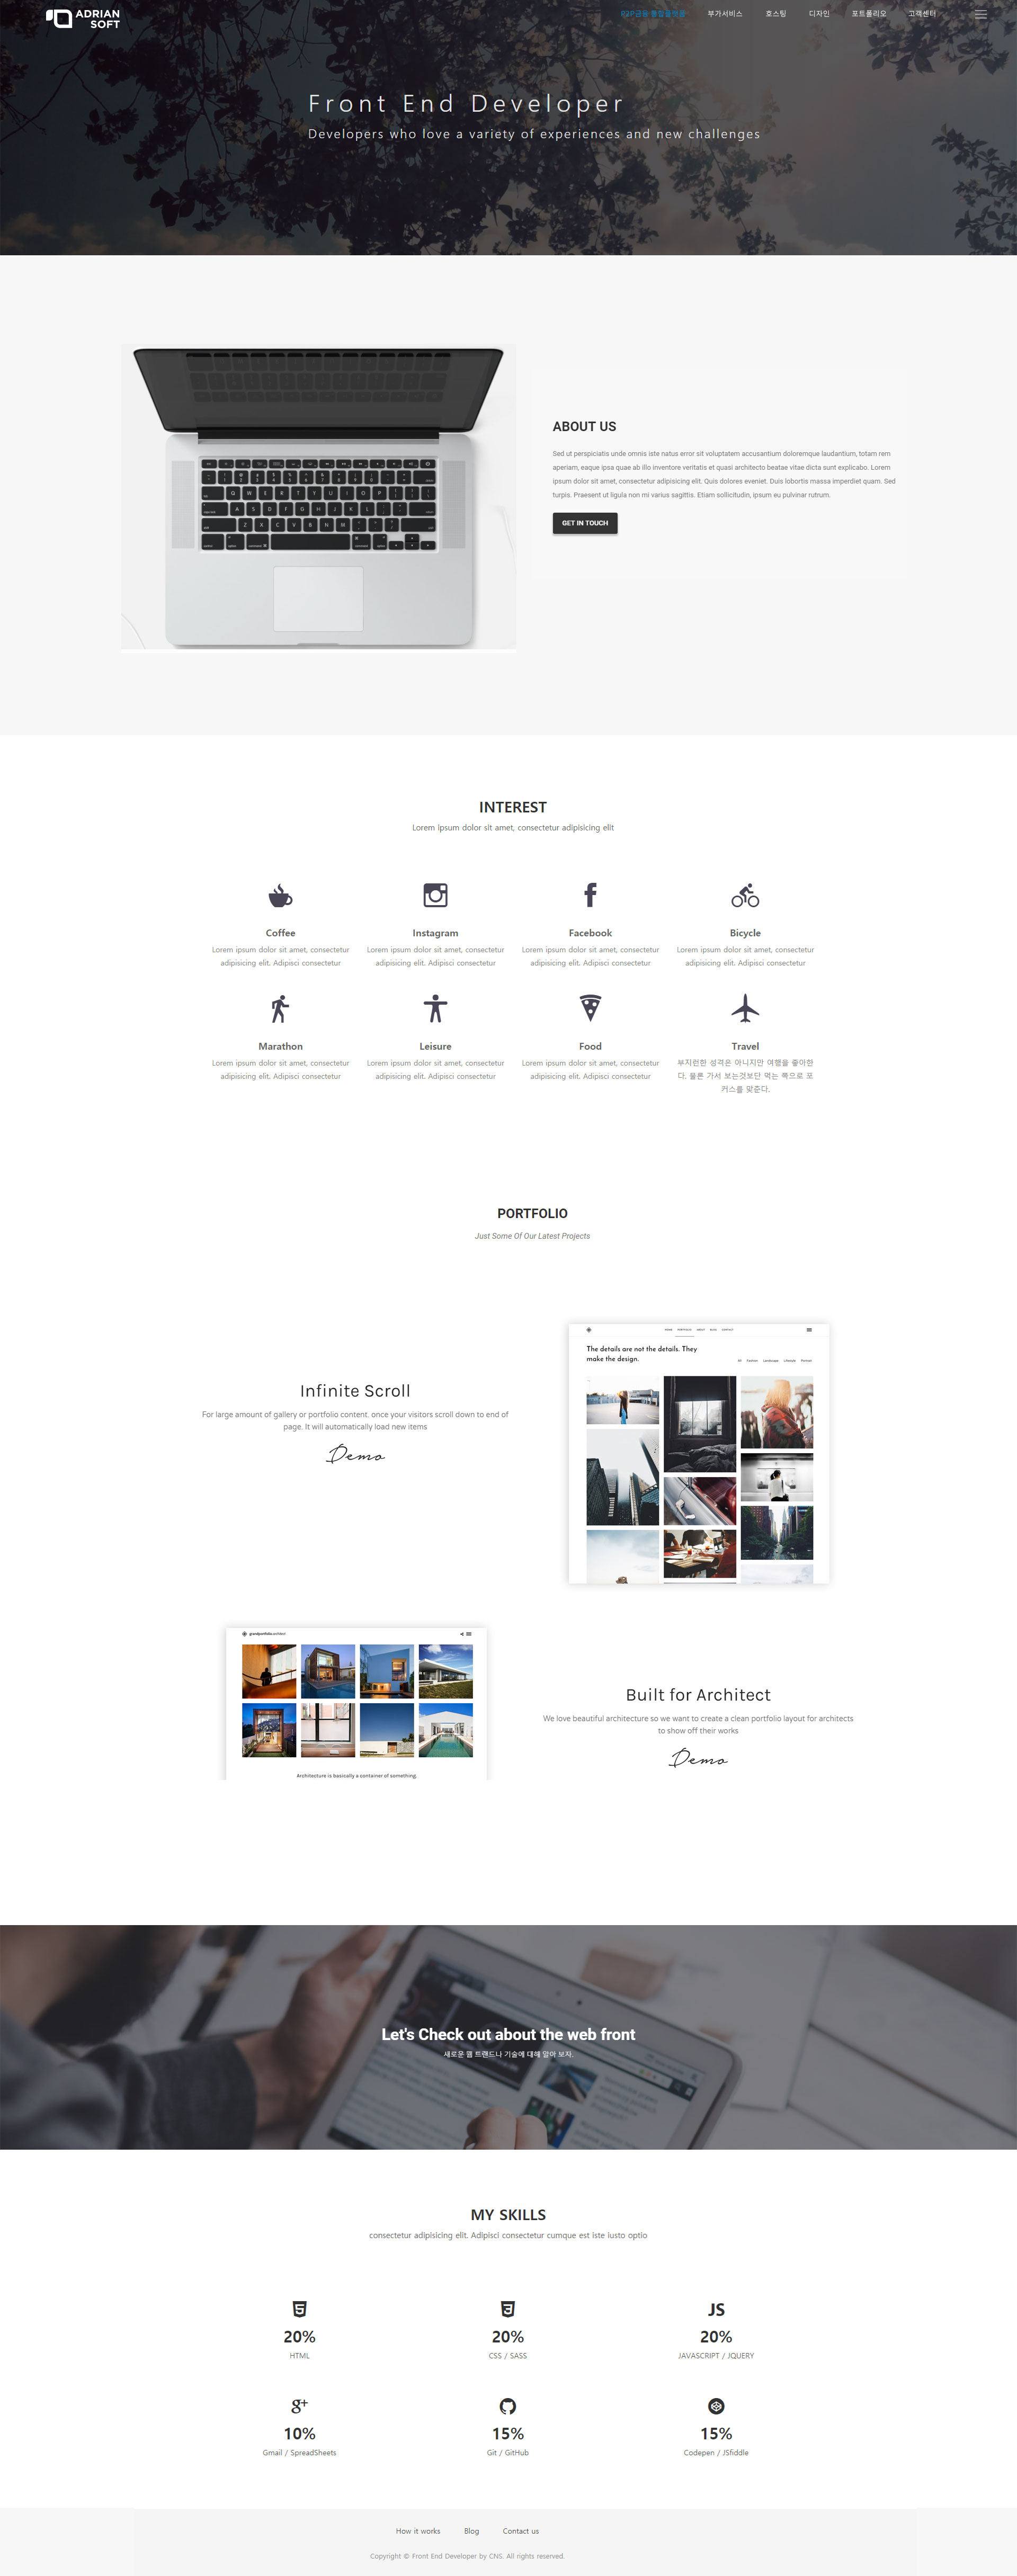 ADRIAN
SOFT
P2P금융 통합솔루션 부가서비스 호스팅 디자인 포트폴리오 고객센터
Front End Developer
Developers who love a variety of experiences and new challenges
ABOUT US
Sed ut perspiciatis unde omnis iste natus error sit voluptatem accusantium doloremque laudantium, totam rem
aperiam, eaque ipsa quae ab illo inventore veritatis et quasi architecto beatae vitae dicta sunt explicabo. Lorem
ipsum dolor sit amet, consectetur adipisicing elit. Quis dolores eveniet. Duis lobortis massa imperdiet quam. Sed
turpis. Praesent ut ligula non mi varius sagittis. Etiam sollicitudin, ipsum eu pulvinar rutrum.
GET IN TOUCH
INTEREST
Lorem ipsum dolor sit amet, consectetur adipisicing elit
Coffee
Lorem ipsum dolor sit amet, consectetur
adipisicing elit. Adipisci consectetur
Instagram
Lorem ipsum dolor sit amet, consectetur
adipisicing elit. Adipisci consectetur
Facebook
Lorem ipsum dolor sit amet, consectetur
adipisicing elit. Adipisci consectetur
Bicycle
Lorem ipsum dolor sit amet, consectetur
adipisicing elit. Adipisci consectetur
Marathon
Lorem ipsum dolor sit amet, consectetur
adipisicing elit. Adipisci consectetur
Leisure
Lorem ipsum dolor sit amet, consectetur
adipisicing elit. Adipisci consectetur
Food
Lorem ipsum dolor sit amet, consectetur
adipisicing elit. Adipisci consectetur
Travel
부지런한 성격은 아니지만 여행을 좋아한
다. 물론 가서 보는것보단 먹는 쪽으로 포
커스를 맞춘다.
PORTFOLIO
Just Some Of Our Latest Projects
Infinite Scroll
For large amount of gallery or portfolio content. once your visitors scroll down to end of
page. It will automatically load new items
Demo
HOME PORTFOLIO ABOUT BLOG CONTACT
The details are not the details. They
make the design.
All Fashion Landscape Lifestyle Portrait
grandportfolio architect
Architecture is basically a container of something.
Built for Architect
We love beautiful architecture so we want to create a clean portfolio layout for architects
to show off their works
Demo
Let's Check out about the web front
새로운 웹 트랜드나 기술에 대해 알아 보자.
MY SKILLS
consectetur adipisicing elit. Adipisci consectetur cumque est iste iusto optio
20%
HTML
20%
CSS / SASS
JS
20%
JAVASCRIPT / JQUERY
g+
10%
Gmail / SpreadSheets
15%
Git / GitHub
15%
Codepen / JSfiddle
How it works Blog Contact us
Copyright © Front End Developer by CNS. All rights reserved.